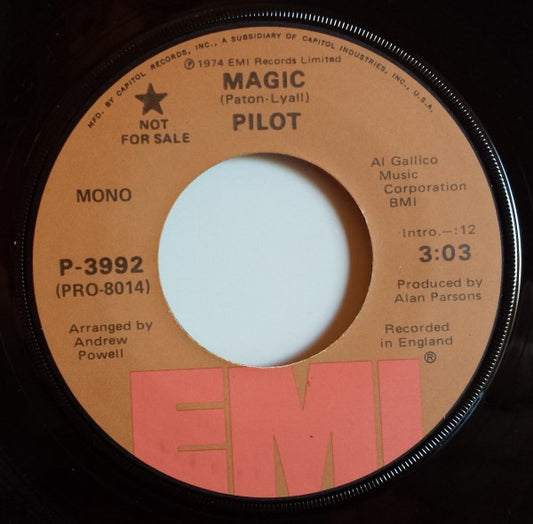 MFD. BY CAPITOL RECORDS, INC., A SUBSIDIARY OF CAPITOL INDUSTRIES, INC., U.S.A.
℗ 1974 EMI Records Limited
MAGIC
(Paton-Lyall)
PILOT
★
NOT
FOR SALE
MONO
Al Gallico
Music
Corporation
BMI
Intro.—:12
3:03
P-3992
(PRO-8014)
Produced by
Alan Parsons
Arranged by
Andrew
Powell
Recorded
in England
EMI ®